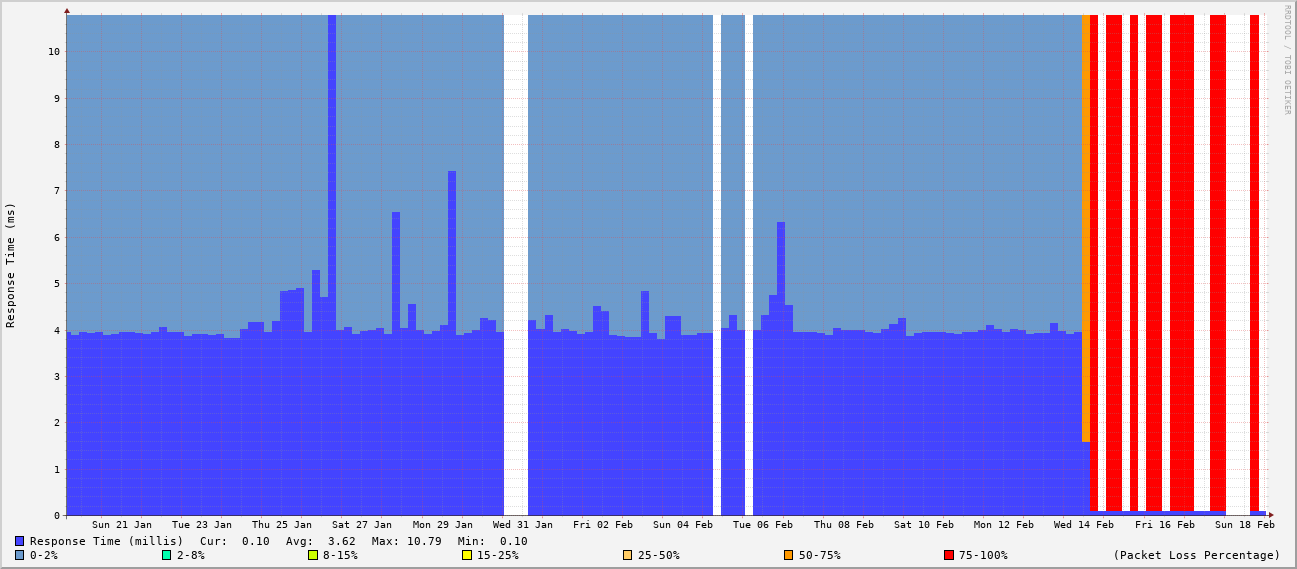 RRDTOOL / TOBI OETIKER
Response Time (ms)
10
9
8
7
6
5
4
3
2
1
0
Sun 21 Jan Tue 23 Jan Thu 25 Jan Sat 27 Jan Mon 29 Jan Wed 31 Jan Fri 02 Feb Sun 04 Feb Tue 06 Feb Thu 08 Feb Sat 10 Feb Mon 12 Feb Wed 14 Feb Fri 16 Feb Sun 18 Feb
Response Time (millis) Cur: 0.10 Avg: 3.62 Max: 10.79 Min: 0.10
0-2% 2-8% 8-15% 15-25% 25-50% 50-75% 75-100% (Packet Loss Percentage)